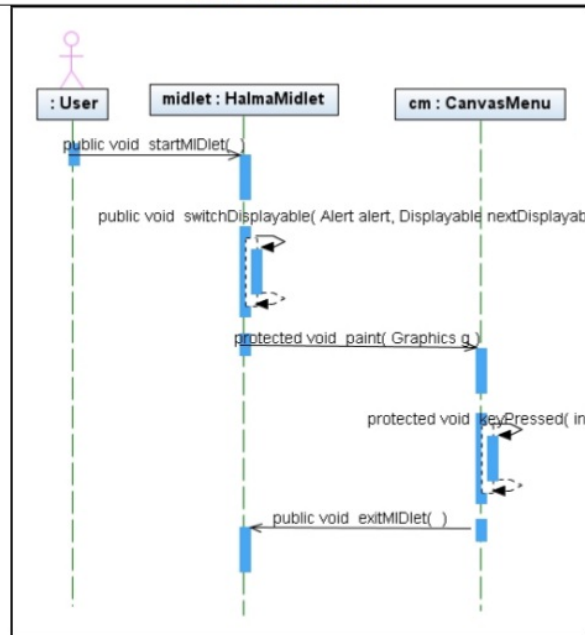 : User
midlet : HalmaMidlet
cm : CanvasMenu
public void startMIDlet( )
public void switchDisplayable( Alert alert, Displayable nextDisplayab
protected void paint( Graphics g )
protected void keyPressed( in
public void exitMIDlet( )